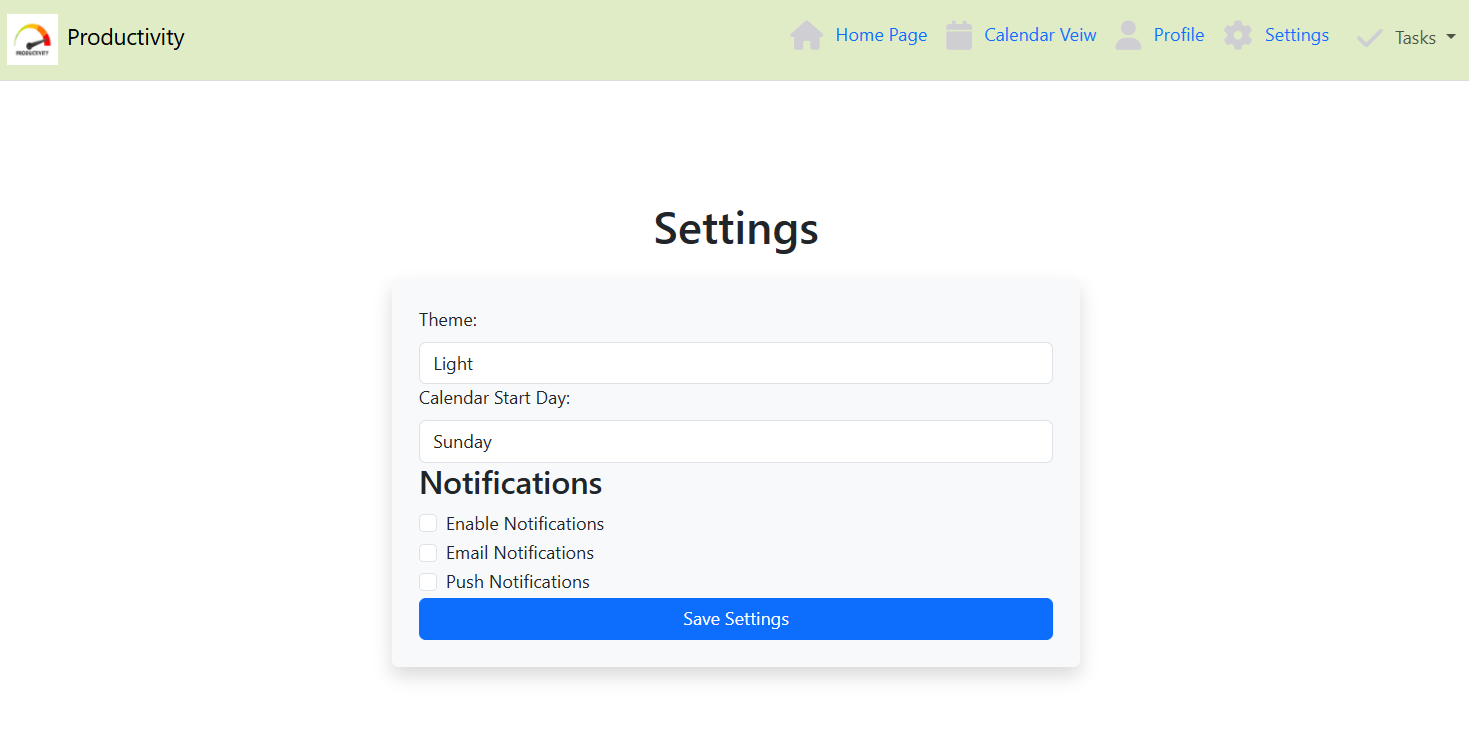 PRODUCTIVITY
Productivity
Home Page
Calendar Veiw
Profile
Settings
Tasks
Settings
Theme:
Light
Calendar Start Day:
Sunday
Notifications
Enable Notifications
Email Notifications
Push Notifications
Save Settings